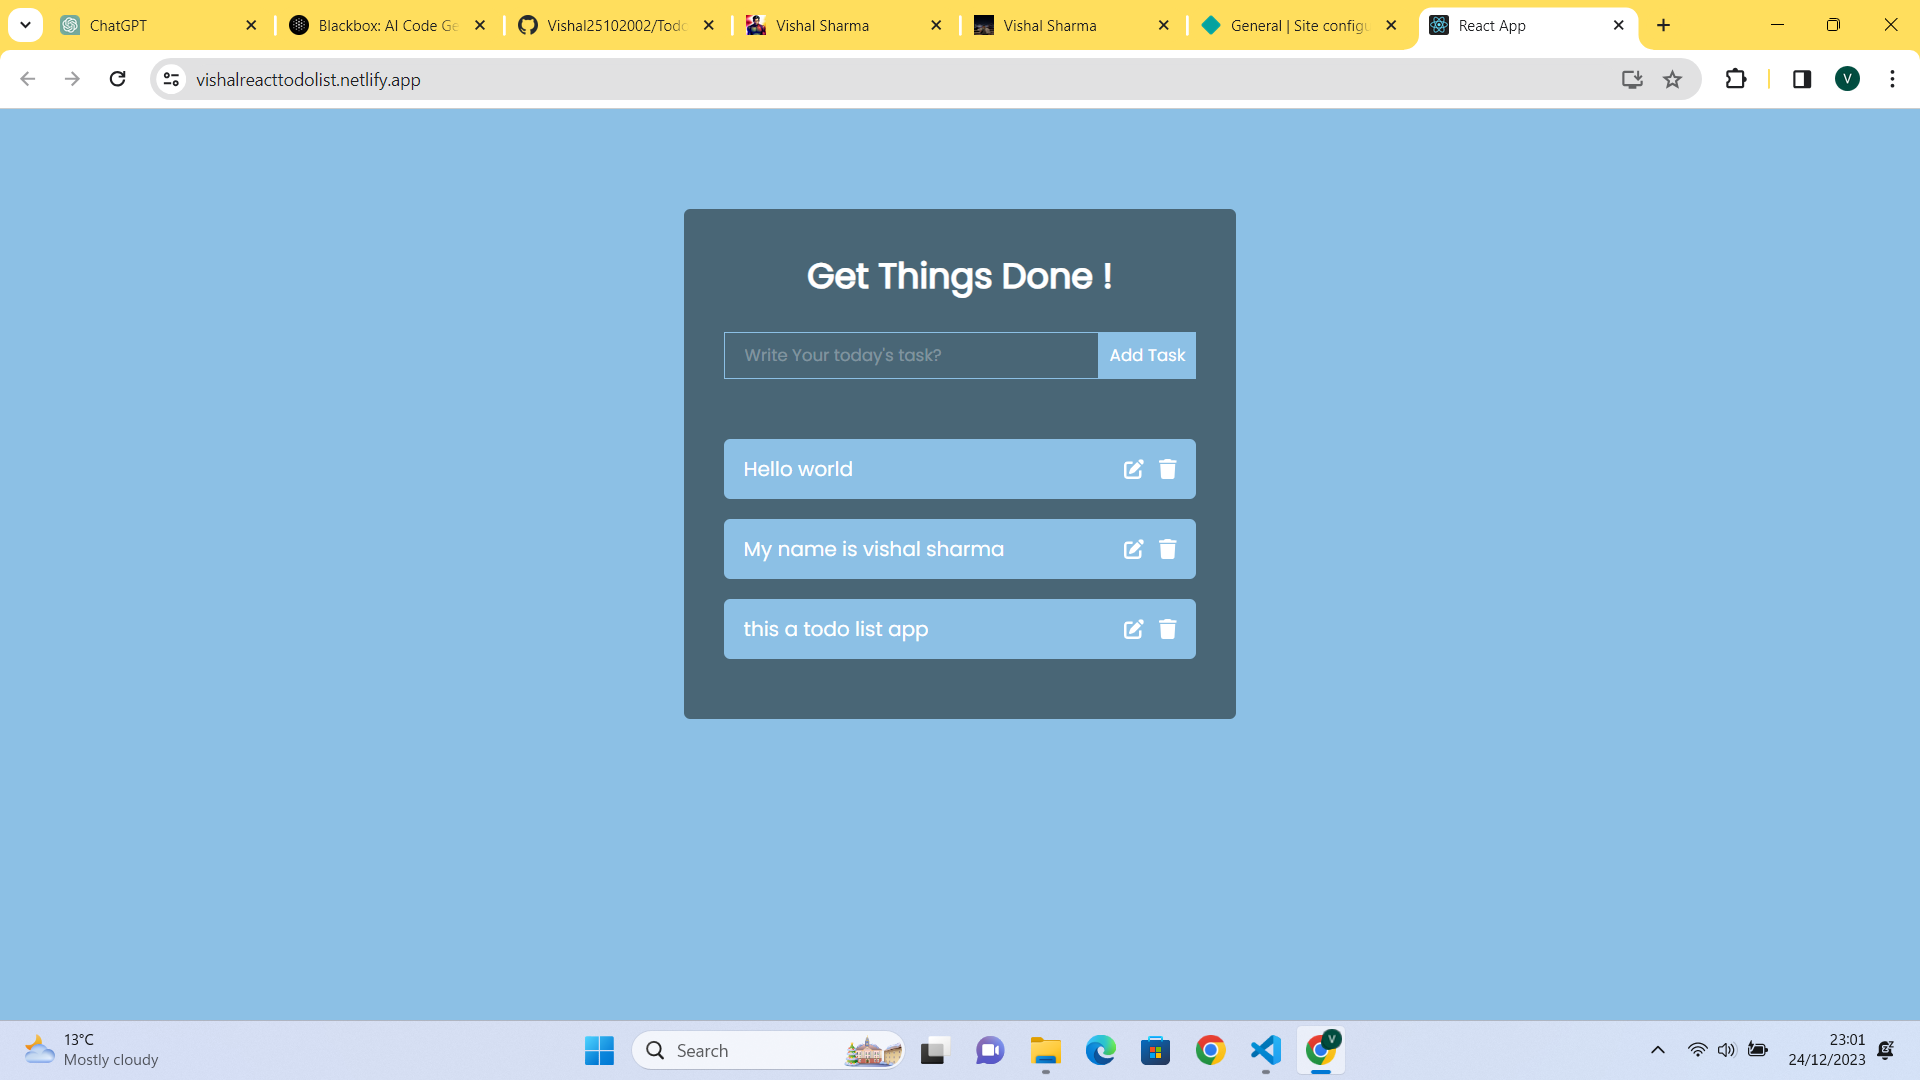 ChatGPT
Blackbox: AI Code Ge
Vishal25102002/Todo
Vishal Sharma
Vishal Sharma
General | Site configu
React App
vishalreacttodolist.netlify.app
V
Get Things Done !
Write Your today's task?
Add Task
Hello world
My name is vishal sharma
this a todo list app
13°C
Mostly cloudy
Search
V
23:01
24/12/2023